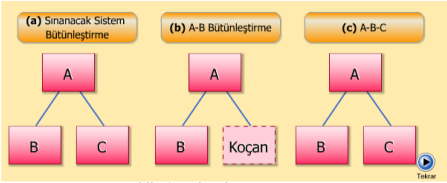 (a) Sınanacak Sistem
Bütünleştirme
(b) A-B Bütünleştirme
(c) A-B-C
A
A
A
B
C
B
Koçan
B
C
Tekrar